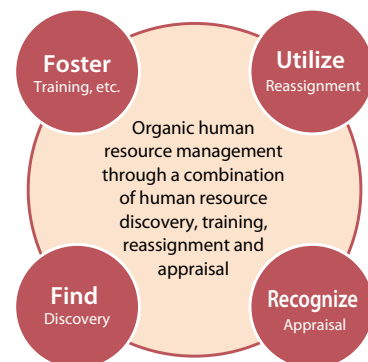 Foster
Training, etc.
Utilize
Reassignment
Organic human
resource management
through a combination
of human resource
discovery, training,
reassignment and
appraisal
Find
Discovery
Recognize
Appraisal